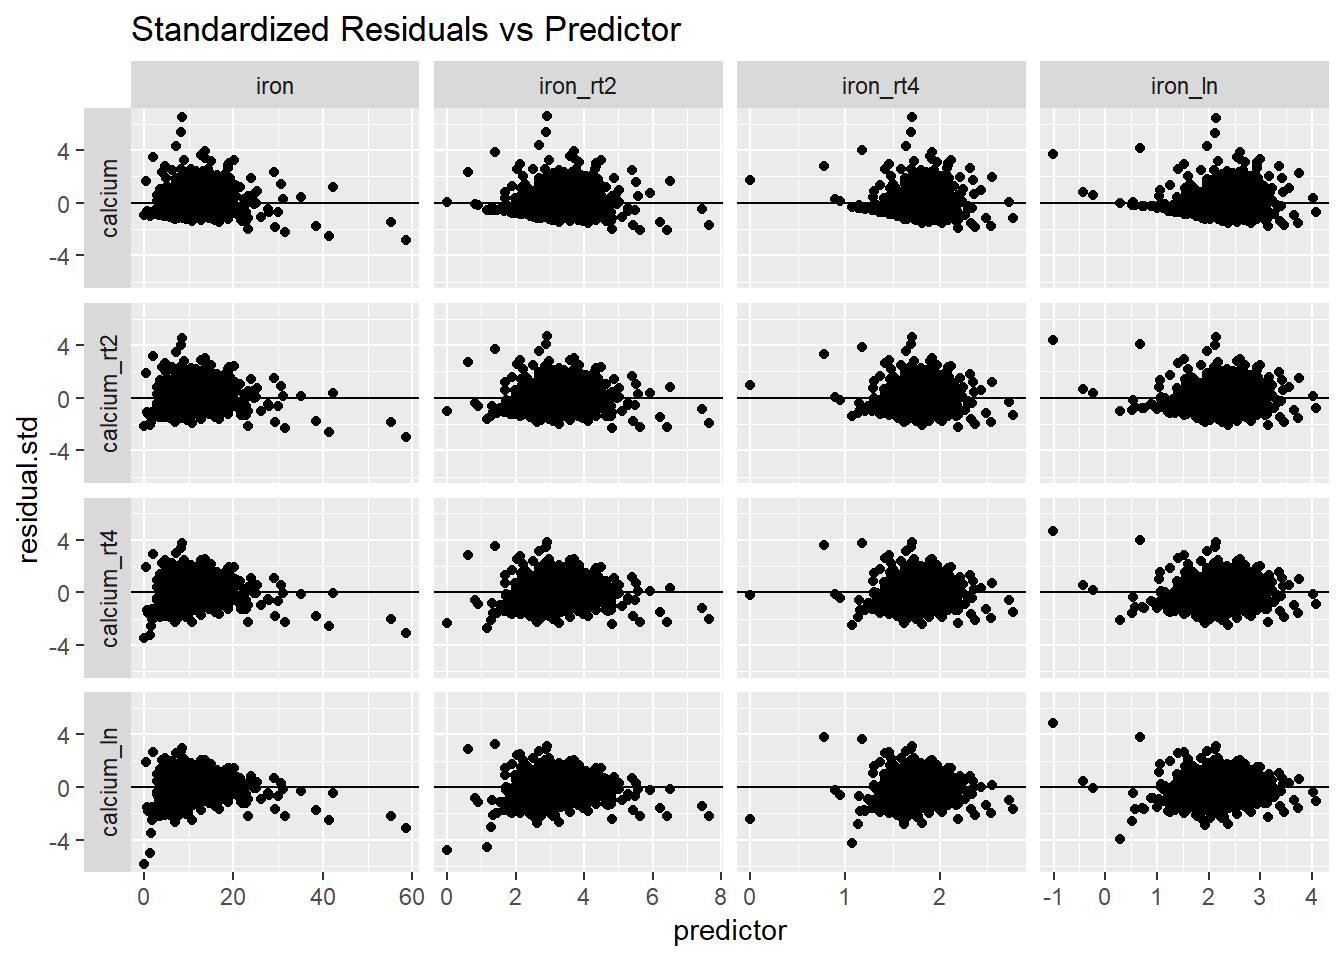 Standardized Residuals vs Predictor
iron
iron_rt2
iron_rt4
iron_ln
residual.std
calcium
4
0
-4
calcium_rt2
4
0
-4
calcium_rt4
4
0
-4
calcium_ln
4
0
-4
0 20 40 60
0 2 4 6 8
0 1 2
-1 0 1 2 3 4
predictor